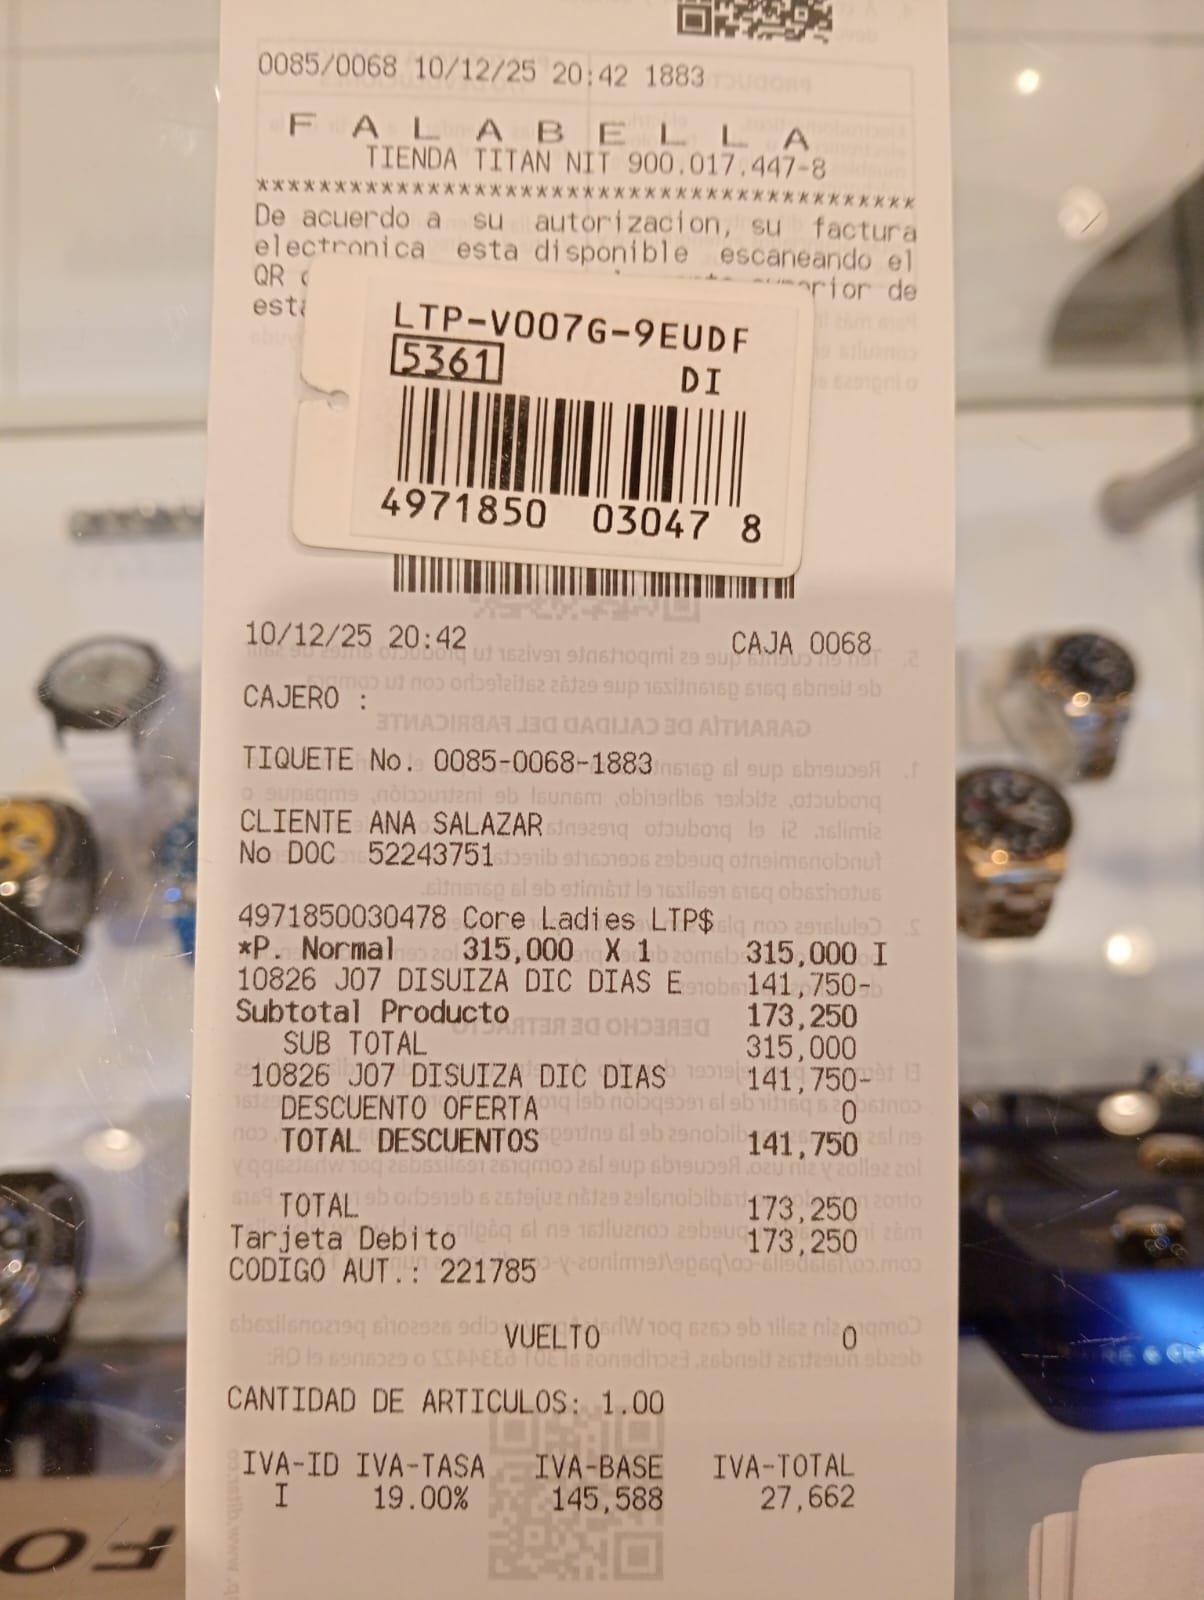 0085/0068 10/12/25 20:42 1883
F A L A B E L L A
TIENDA TITAN NIT 900.017.447-8
******************************************
De acuerdo a su autorizacion, su factura
electronica esta disponible escaneando el
QR
rior de
LTP-V007G-9EUDF
5361
DI
4971850 03047 8
10/12/25 20:42 CAJA 0068
CAJERO :
TIQUETE No. 0085-0068-1883
CLIENTE ANA SALAZAR
No DOC 52243751
4971850030478 Core Ladies LTP$
*P. Normal 315,000 X 1 315,000 I
10826 J07 DISUIZA DIC DIAS E 141,750-
Subtotal Producto 173,250
SUB TOTAL 315,000
10826 J07 DISUIZA DIC DIAS 141,750-
DESCUENTO OFERTA 0
TOTAL DESCUENTOS 141,750
TOTAL 173,250
Tarjeta Debito 173,250
CODIGO AUT.: 221785
VUELTO 0
CANTIDAD DE ARTICULOS: 1.00
IVA-ID IVA-TASA IVA-BASE IVA-TOTAL
I 19.00% 145,588 27,662
FO